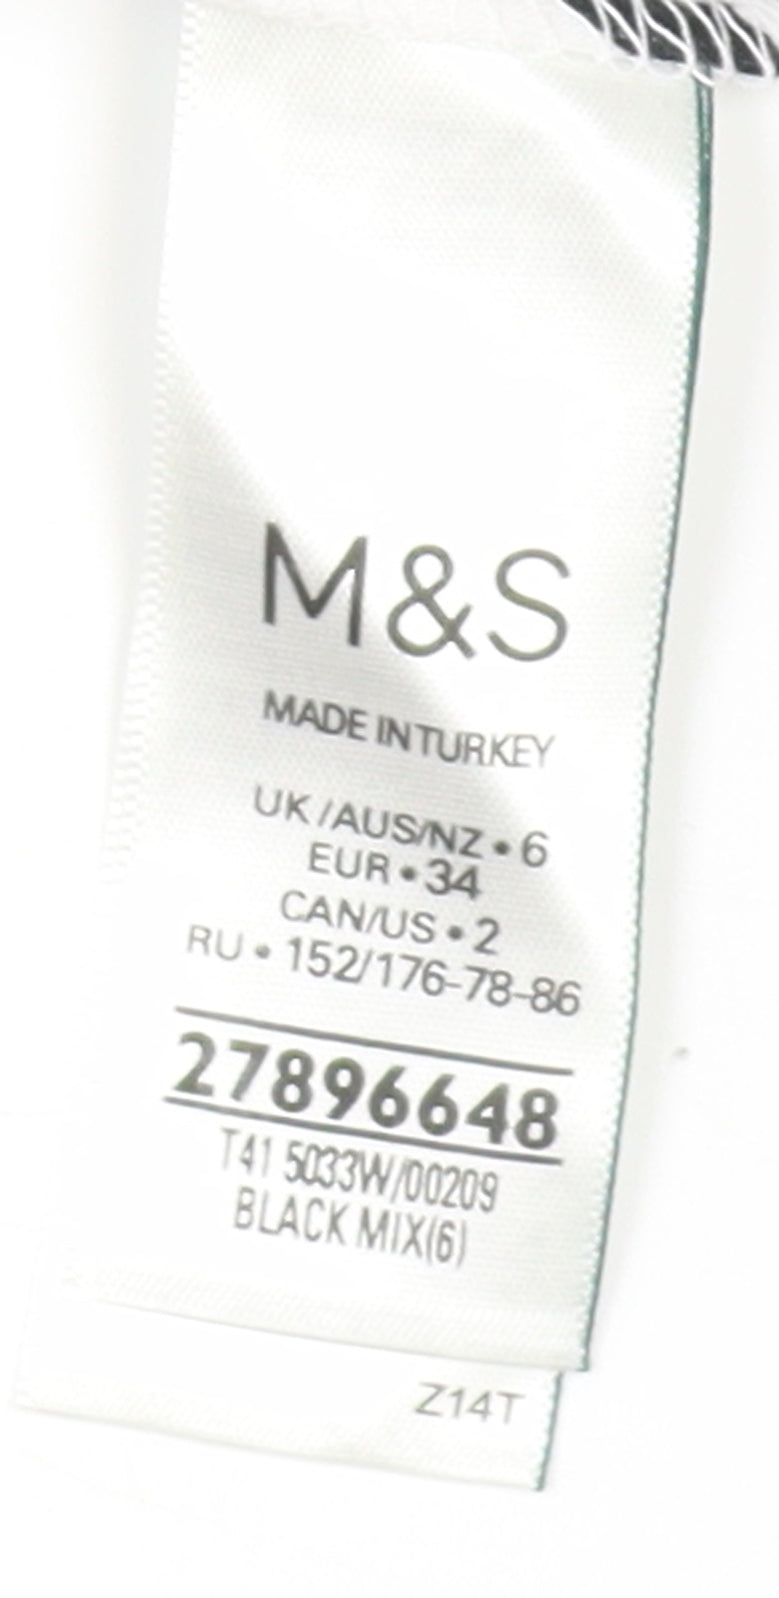 M&S
MADE IN TURKEY
UK/AUS/NZ • 6
EUR • 34
CAN/US • 2
RU • 152/176-78-86
27896648
T41 5033W/00209
BLACK MIX(6)
Z14T